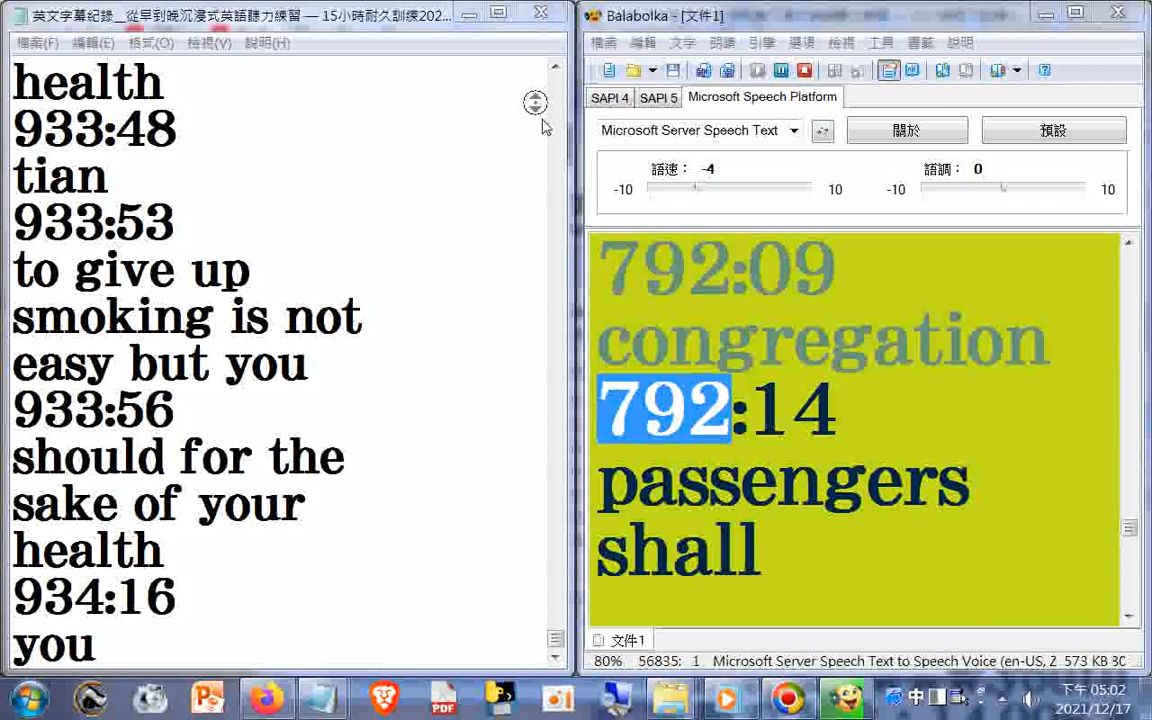 英文字幕紀錄__從早到晚沉浸式英語聽力練習 — 15小時耐久訓練202...
檔案(F) 編輯(E) 格式(O) 檢視(V) 說明(H)
health
933:48
tian
933:53
to give up
smoking is not
easy but you
933:56
should for the
sake of your
health
934:16
you
Balabolka - [文件1]
檔案 編輯 文字 朗讀 引擎 選項 檢視 工具 書籤 說明
SAPI 4 SAPI 5 Microsoft Speech Platform
Microsoft Server Speech Text 關於 預設
語速： -4 語調： 0
-10 10 -10 10
792:09
congregation
792:14
passengers
shall
文件1
80% 56835: 1 Microsoft Server Speech Text to Speech Voice (en-US, Z 573 KB 3C
PDF 中 下午 05:02
2021/12/17